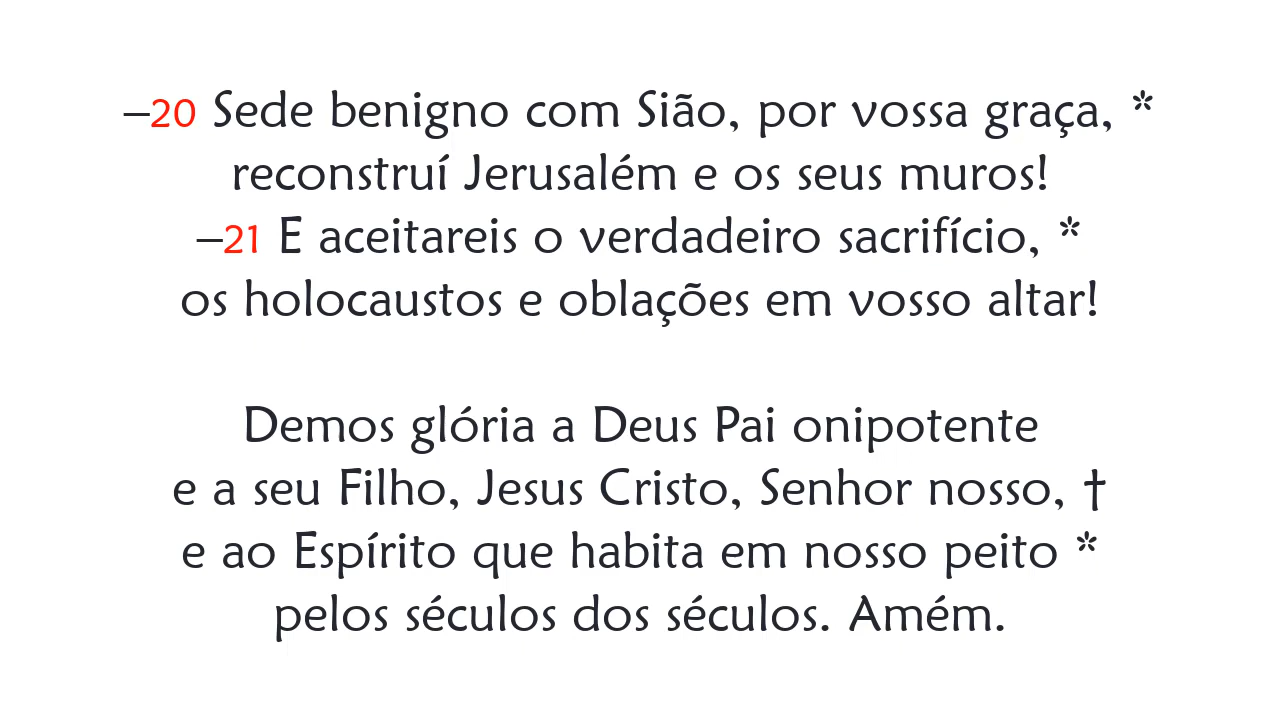 –20 Sede benigno com Sião, por vossa graça, *
reconstruí Jerusalém e os seus muros!
–21 E aceitareis o verdadeiro sacrifício, *
os holocaustos e oblações em vosso altar!
Demos glória a Deus Pai onipotente
e a seu Filho, Jesus Cristo, Senhor nosso, †
e ao Espírito que habita em nosso peito *
pelos séculos dos séculos. Amém.